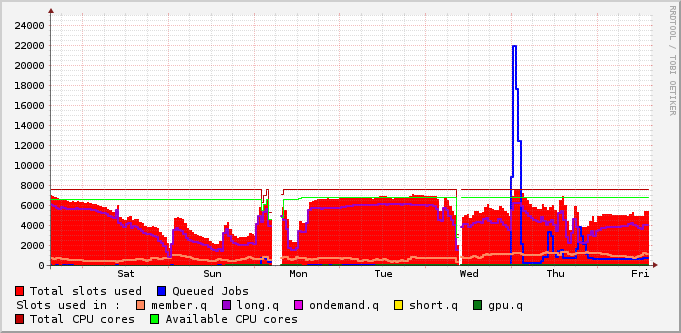 RRDTOOL / TOBI OETIKER
24000
22000
20000
18000
16000
14000
12000
10000
8000
6000
4000
2000
0
Sat Sun Mon Tue Wed Thu Fri
Total slots used Queued Jobs
Slots used in : member.q long.q ondemand.q short.q gpu.q
Total CPU cores Available CPU cores